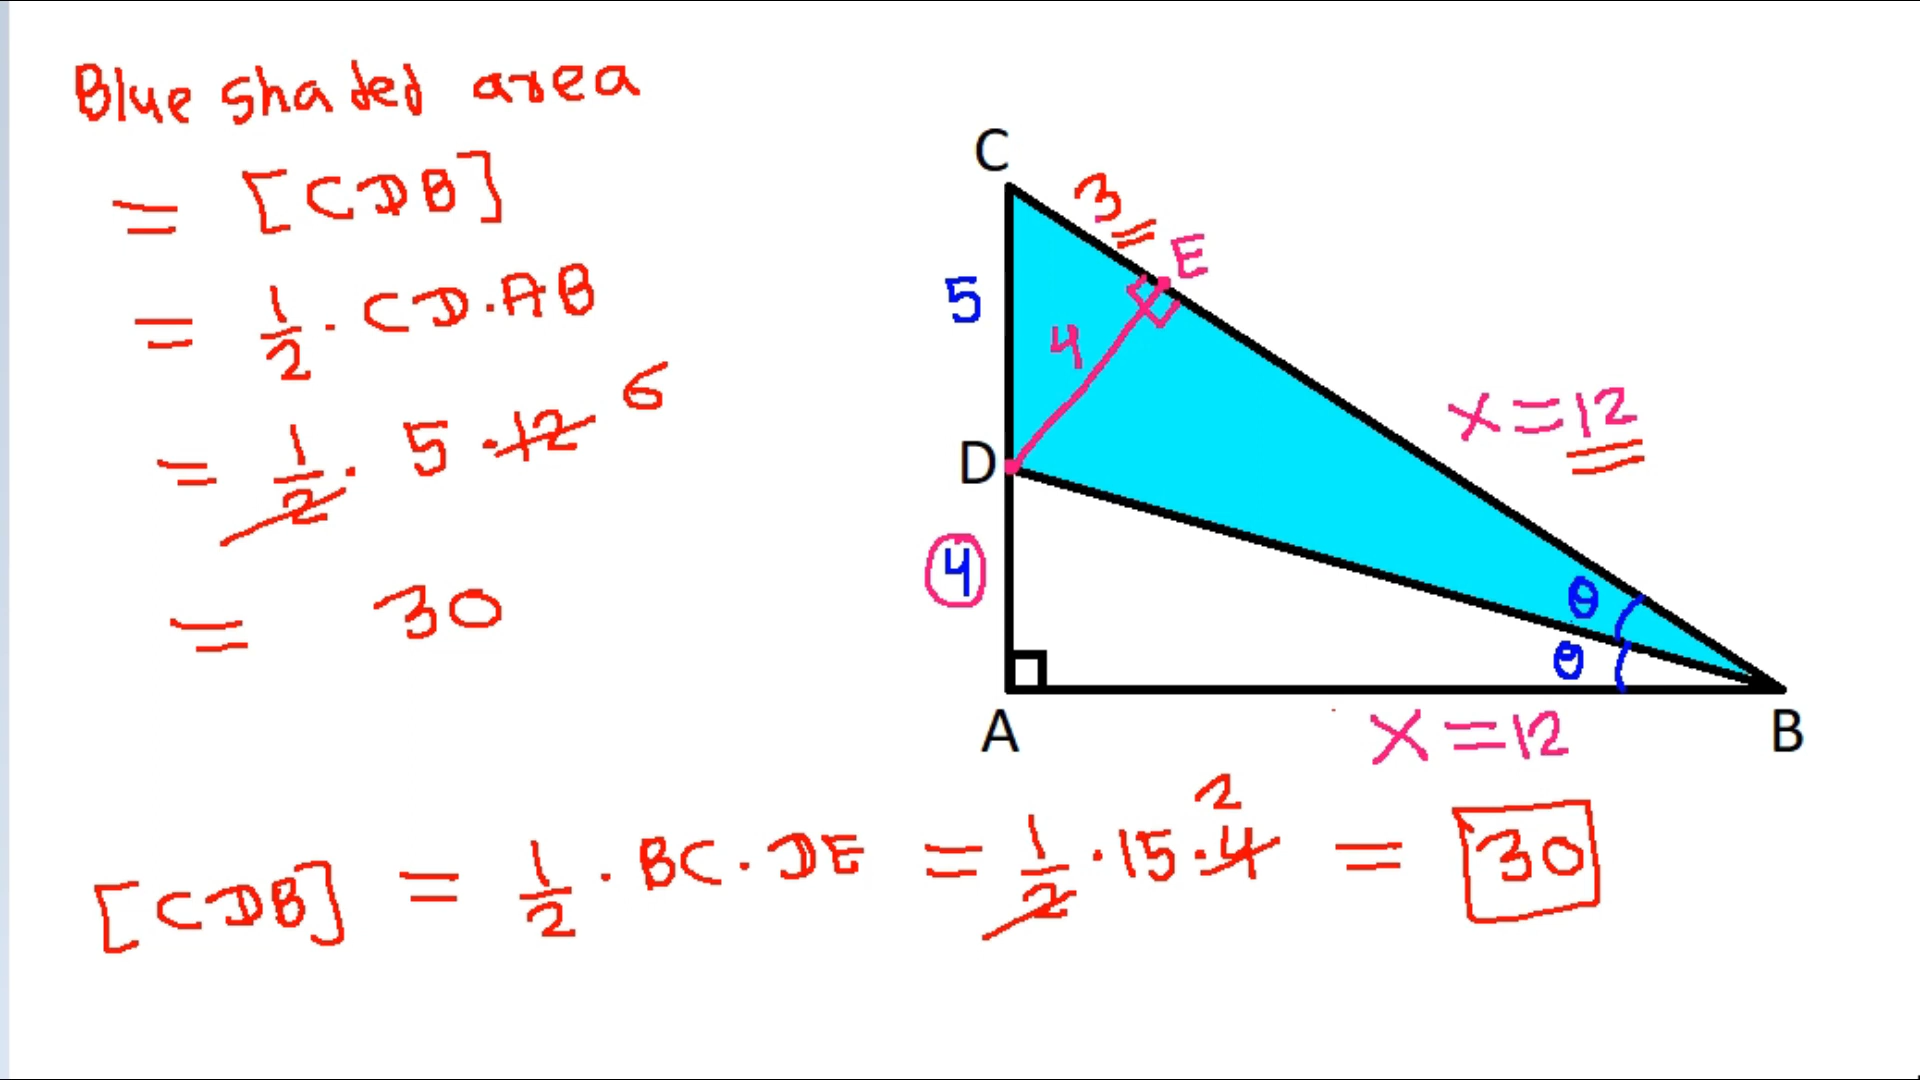 Blue shaded area
= [CDB]
= 1/2 · CD · AB
= 1/2 · 5 · 12 6
= 30
C
3
E
5
4
x = 12
D
4
θ
θ
A
x = 12
B
[CDB] = 1/2 · BC · DE = 1/2 · 15 · 4 2 = 30